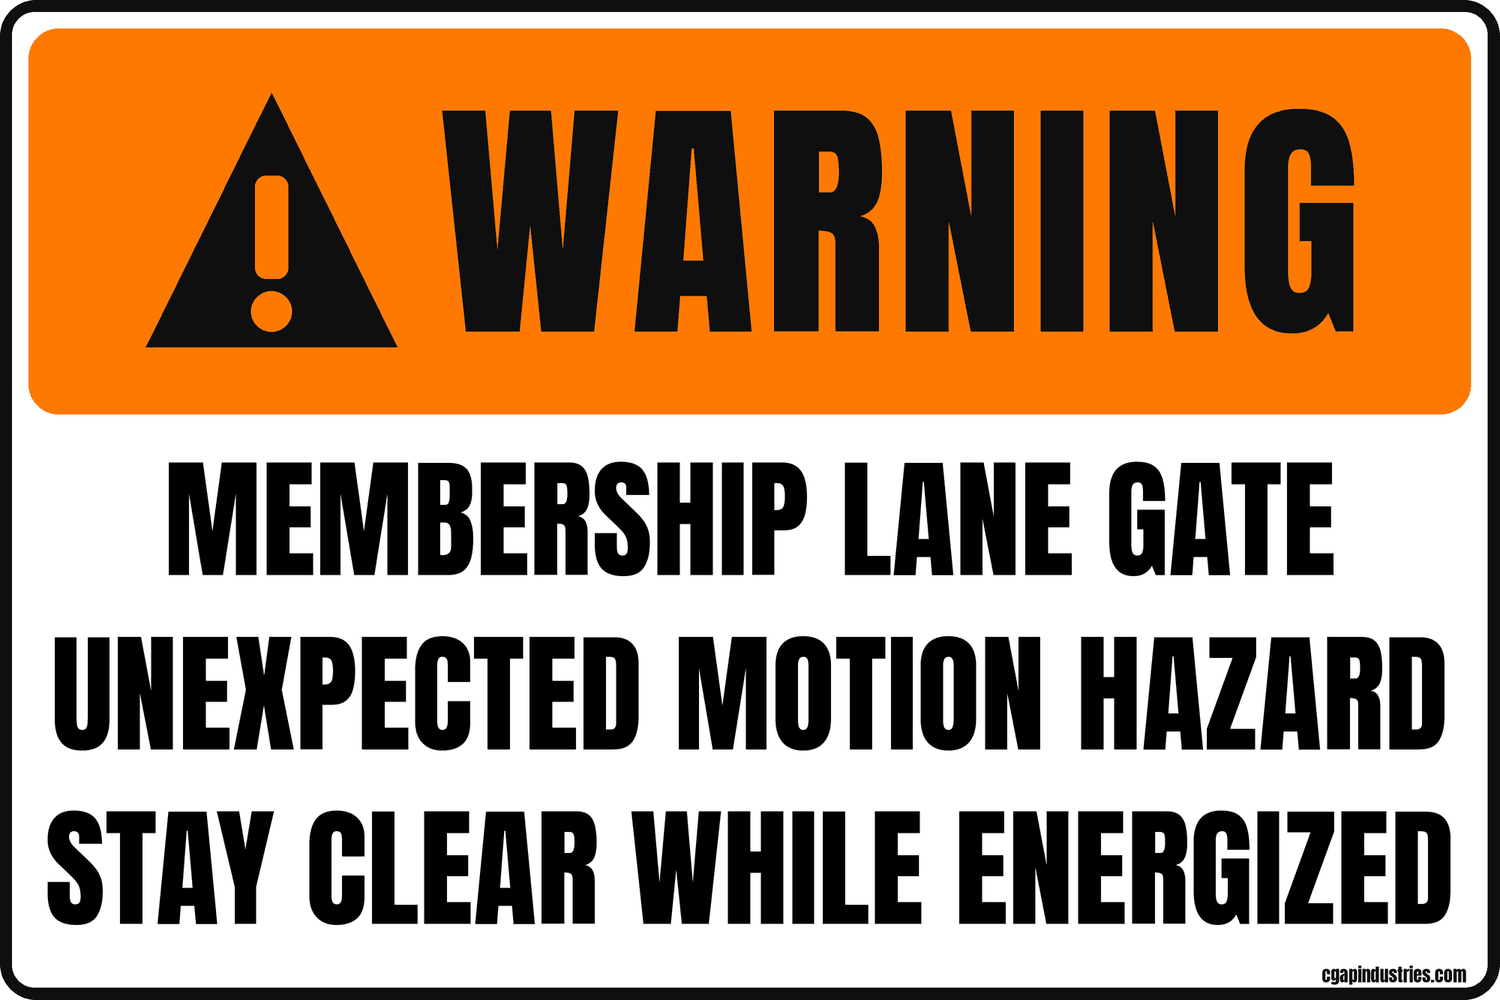 WARNING
MEMBERSHIP LANE GATE
UNEXPECTED MOTION HAZARD
STAY CLEAR WHILE ENERGIZED
cgapindustries.com